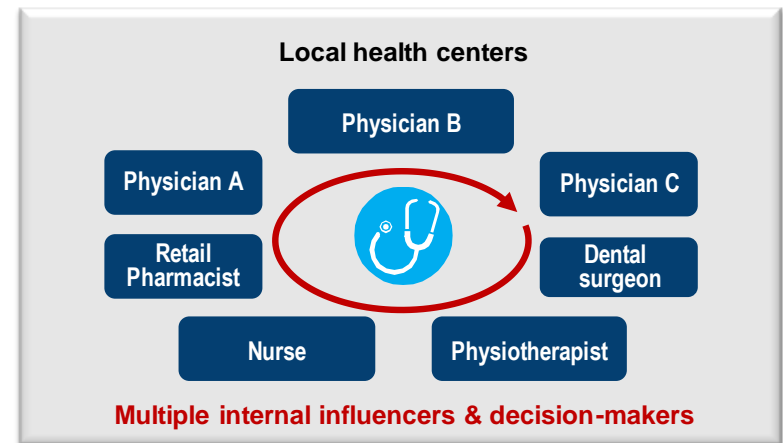 Local health centers
Physician B
Physician A
Physician C
Retail
Pharmacist
Dental
surgeon
Nurse
Physiotherapist
Multiple internal influencers & decision-makers